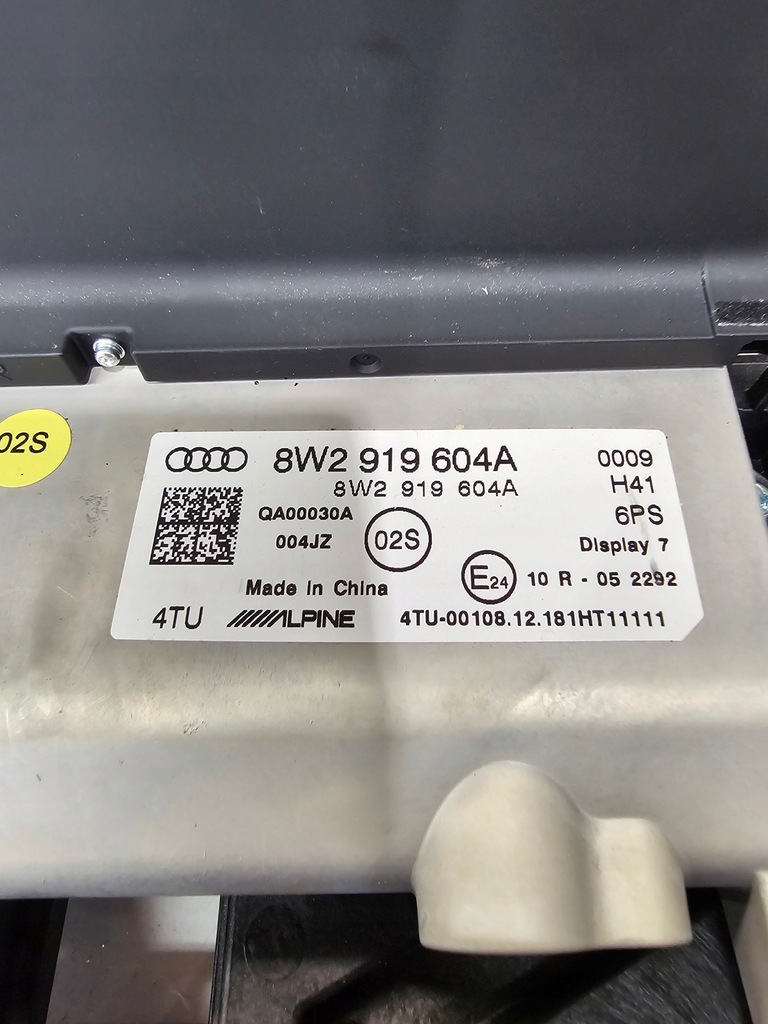 02S
8W2 919 604A
0009
8W2 919 604A
H41
QA00030A
6PS
004JZ
02S
Display 7
E24
10 R - 05 2292
Made in China
4TU
ALPINE
4TU-00108.12.181HT11111